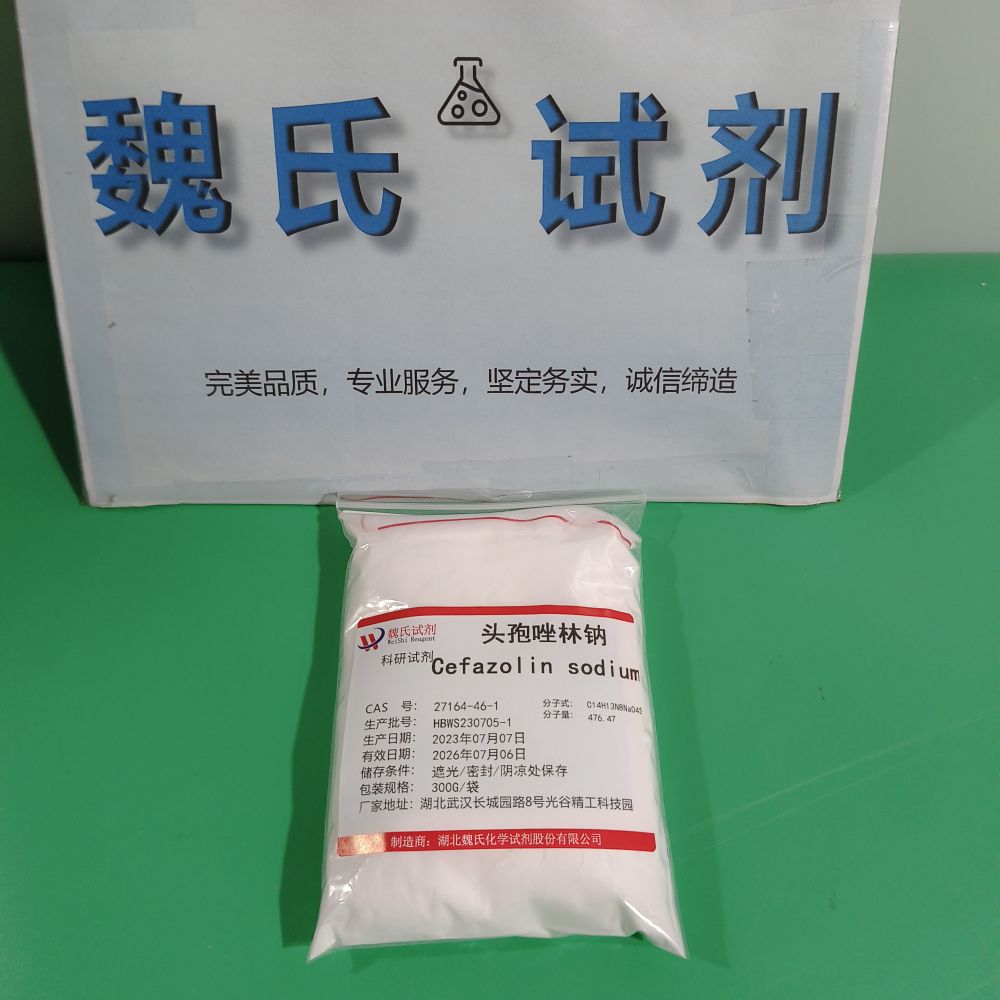 魏氏试剂
完美品质，专业服务，坚定务实，诚信缔造
魏氏试剂
WeiShi Reagent
科研试剂
头孢唑林钠
Cefazolin sodium
CAS 号： 27164-46-1
分子式： C14H13N8NaO4S
分子量： 476.47
生产批号： HBWS230705-1
生产日期： 2023年07月07日
有效日期： 2026年07月06日
储存条件： 遮光/密封/阴凉处保存
包装规格： 300G/袋
厂家地址：湖北武汉长城园路8号光谷精工科技园
制造商：湖北魏氏化学试剂股份有限公司